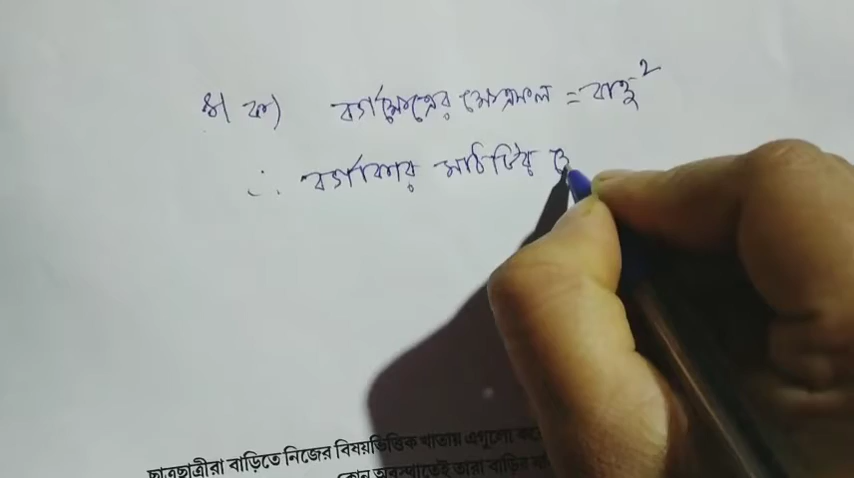 ৪। ক) বর্গক্ষেত্রের ক্ষেত্রফল = বাহু²
∴ বর্গাকার মাঠটির
ছাত্রছাত্রীরা বাড়িতে নিজের বিষয়ভিত্তিক খাতায় এগুলো
কোন অবস্থাতেই তারা বাড়ির